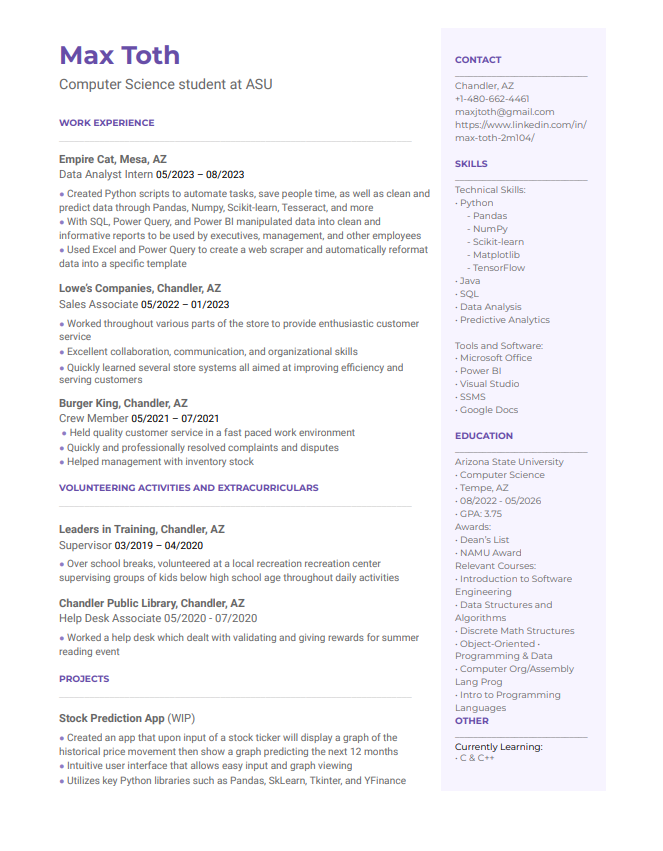 Max Toth
Computer Science student at ASU
WORK EXPERIENCE
Empire Cat, Mesa, AZ
Data Analyst Intern 05/2023 – 08/2023
● Created Python scripts to automate tasks, save people time, as well as clean and
predict data through Pandas, Numpy, Scikit-learn, Tesseract, and more
● With SQL, Power Query, and Power BI manipulated data into clean and
informative reports to be used by executives, management, and other employees
● Used Excel and Power Query to create a web scraper and automatically reformat
data into a specific template
Lowe's Companies, Chandler, AZ
Sales Associate 05/2022 – 01/2023
● Worked throughout various parts of the store to provide enthusiastic customer
service
● Excellent collaboration, communication, and organizational skills
● Quickly learned several store systems all aimed at improving efficiency and
serving customers
Burger King, Chandler, AZ
Crew Member 05/2021 – 07/2021
● Held quality customer service in a fast paced work environment
● Quickly and professionally resolved complaints and disputes
● Helped management with inventory stock
VOLUNTEERING ACTIVITIES AND EXTRACURRICULARS
Leaders in Training, Chandler, AZ
Supervisor 03/2019 – 04/2020
● Over school breaks, volunteered at a local recreation recreation center
supervising groups of kids below high school age throughout daily activities
Chandler Public Library, Chandler, AZ
Help Desk Associate 05/2020 - 07/2020
● Worked a help desk which dealt with validating and giving rewards for summer
reading event
PROJECTS
Stock Prediction App (WIP)
● Created an app that upon input of a stock ticker will display a graph of the
historical price movement then show a graph predicting the next 12 months
● Intuitive user interface that allows easy input and graph viewing
● Utilizes key Python libraries such as Pandas, SkLearn, Tkinter, and YFinance
CONTACT
Chandler, AZ
+1-480-662-4461
maxjtoth@gmail.com
https://www.linkedin.com/in/
max-toth-2m104/
SKILLS
Technical Skills:
• Python
- Pandas
- NumPy
- Scikit-learn
- Matplotlib
- TensorFlow
• Java
• SQL
• Data Analysis
• Predictive Analytics
Tools and Software:
• Microsoft Office
• Power BI
• Visual Studio
• SSMS
• Google Docs
EDUCATION
Arizona State University
• Computer Science
• Tempe, AZ
• 08/2022 - 05/2026
• GPA: 3.75
Awards:
• Dean's List
• NAMU Award
Relevant Courses:
• Introduction to Software
Engineering
• Data Structures and
Algorithms
• Discrete Math Structures
• Object-Oriented •
Programming & Data
• Computer Org/Assembly
Lang Prog
• Intro to Programming
Languages
OTHER
Currently Learning:
• C & C++